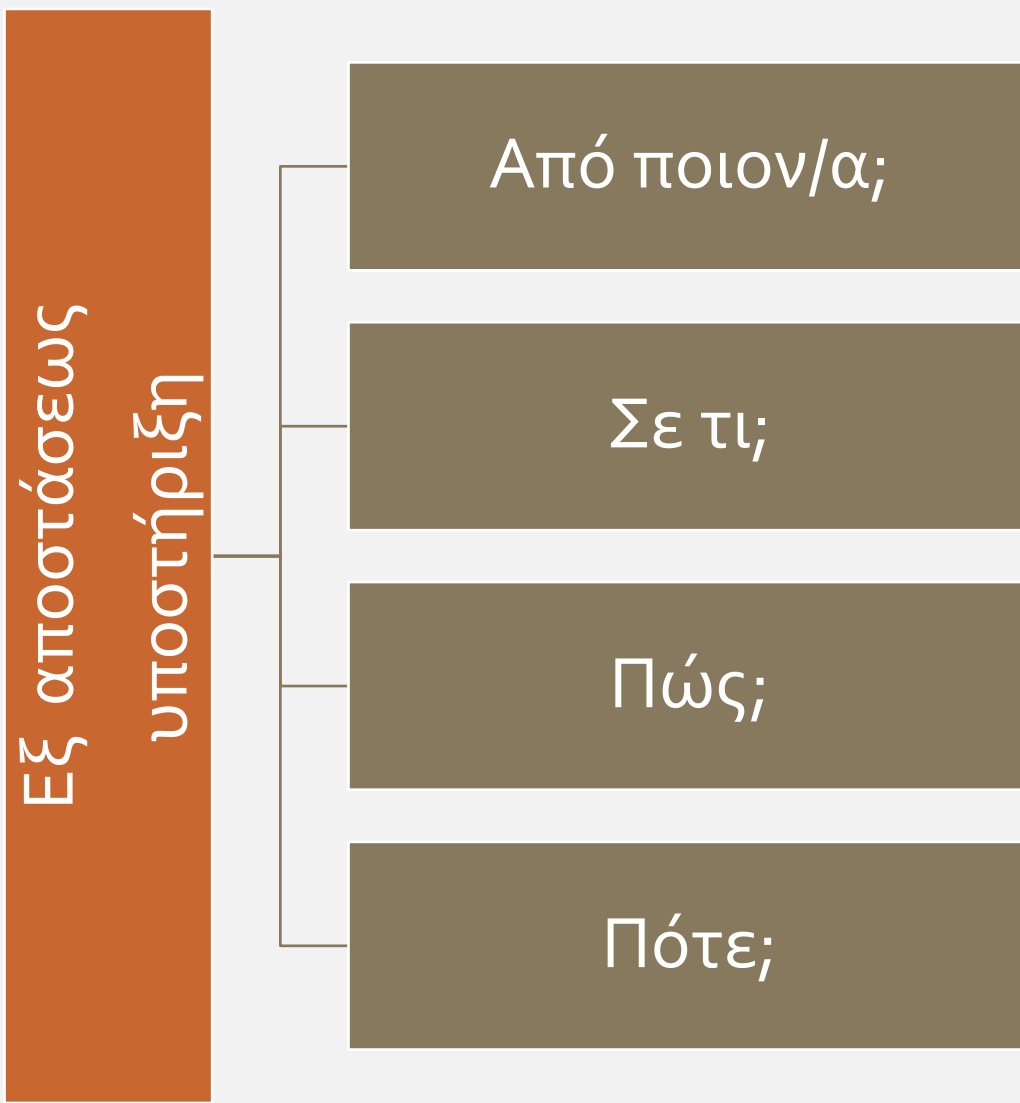 Εξ αποστάσεως
υποστήριξη
Από ποιον/α;
Σε τι;
Πώς;
Πότε;